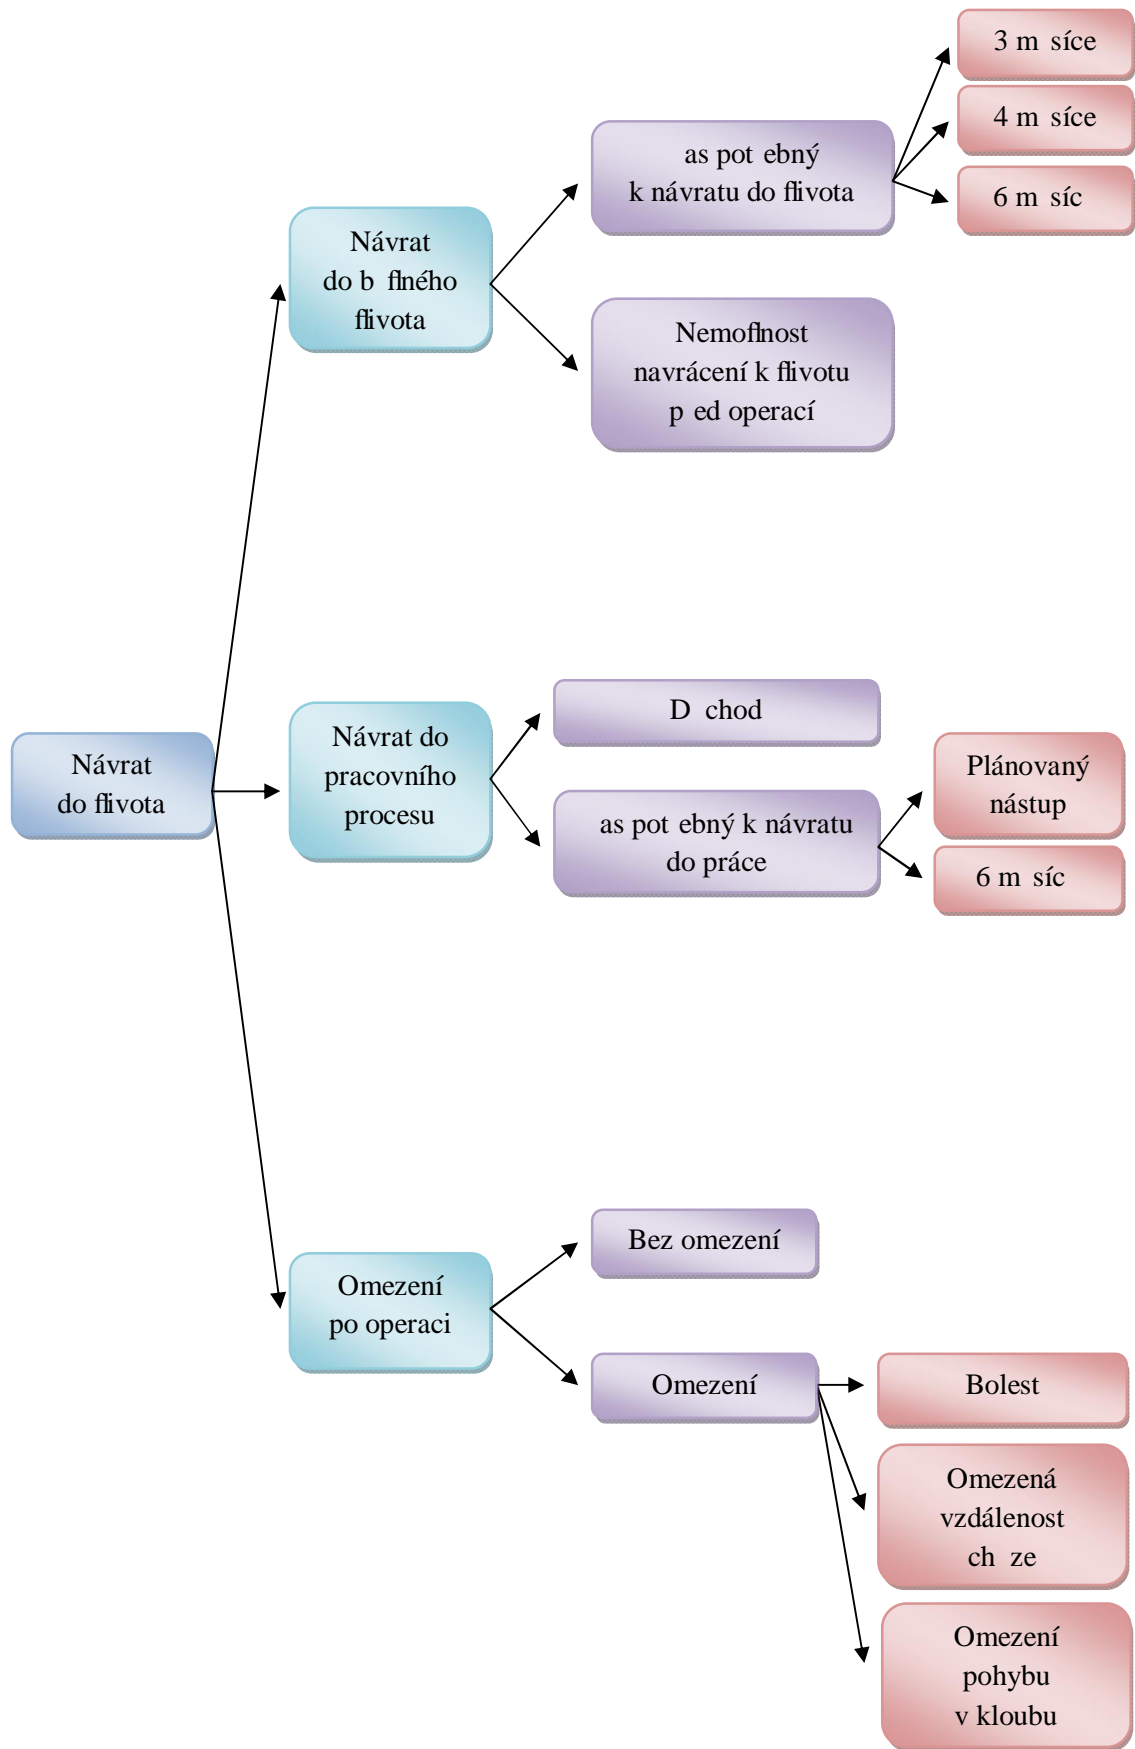 3 m síce
4 m síce
6 m síc
as pot ebný
k návratu do flivota
Návrat
do b flného
flivota
Nemoflnost
navrácení k flivotu
p ed operací
Návrat
do flivota
Návrat do
pracovního
procesu
D chod
as pot ebný k návratu
do práce
Plánovaný
nástup
6 m síc
Omezení
po operaci
Bez omezení
Omezení
Bolest
Omezená
vzdálenost
ch ze
Omezení
pohybu
v kloubu